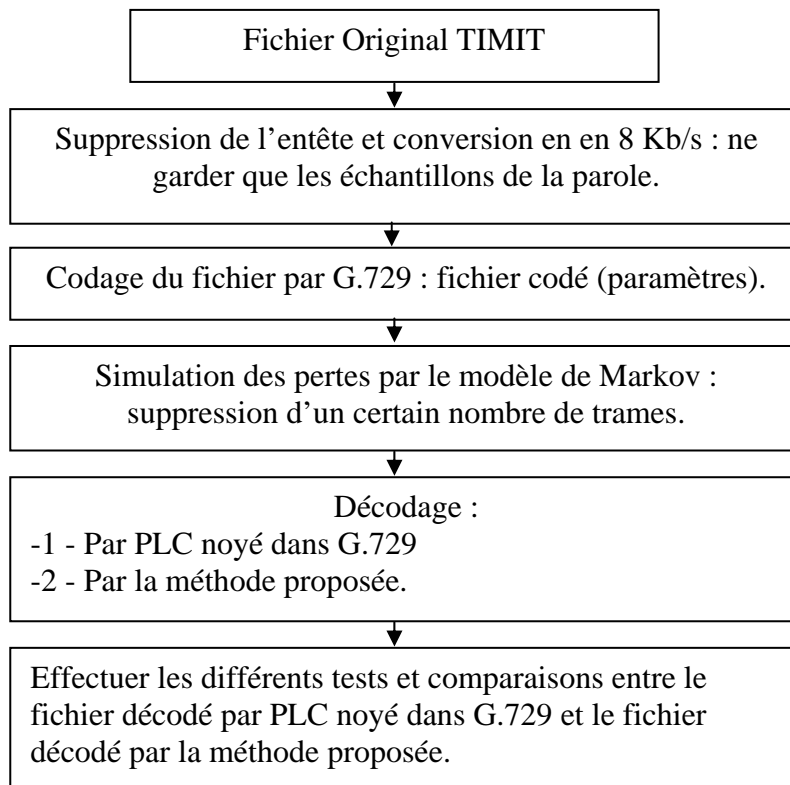 Fichier Original TIMIT
Suppression de l’entête et conversion en en 8 Kb/s : ne
garder que les échantillons de la parole.
Codage du fichier par G.729 : fichier codé (paramètres).
Simulation des pertes par le modèle de Markov :
suppression d’un certain nombre de trames.
Décodage :
-1 - Par PLC noyé dans G.729
-2 - Par la méthode proposée.
Effectuer les différents tests et comparaisons entre le
fichier décodé par PLC noyé dans G.729 et le fichier
décodé par la méthode proposée.